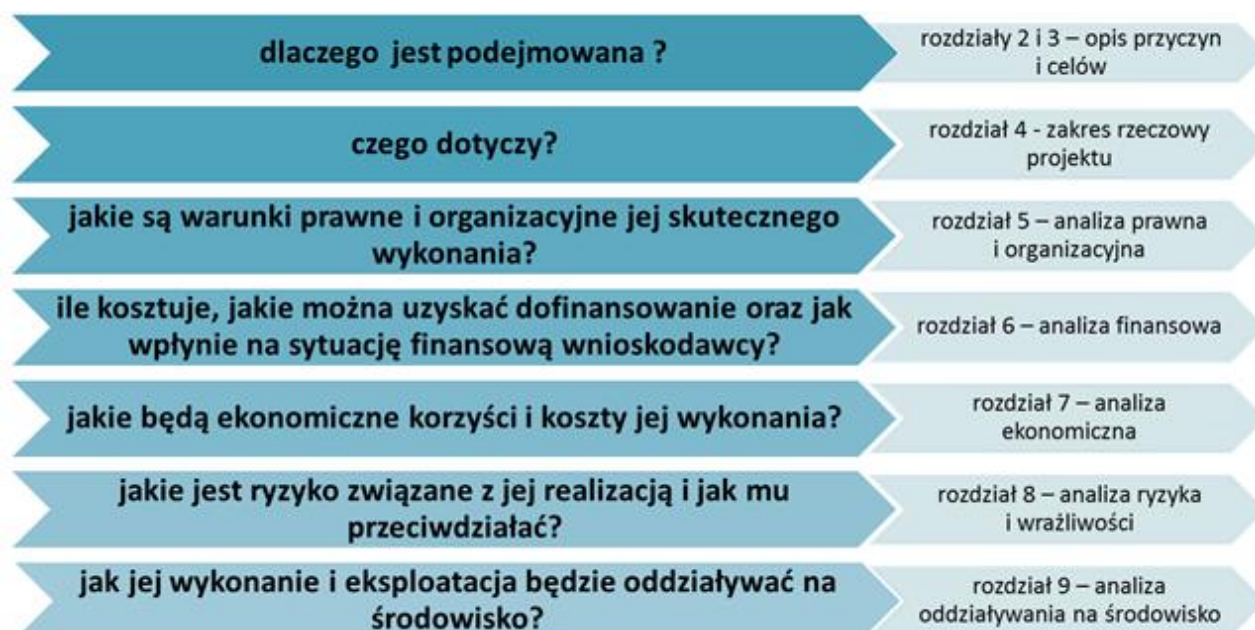 dlaczego jest podejmowana ?
rozdziały 2 i 3 – opis przyczyn
i celów
czego dotyczy?
rozdział 4 - zakres rzeczowy
projektu
jakie są warunki prawne i organizacyjne jej skutecznego
wykonania?
rozdział 5 – analiza prawna
i organizacyjna
ile kosztuje, jakie można uzyskać dofinansowanie oraz jak
wpłynie na sytuację finansową wnioskodawcy?
rozdział 6 – analiza finansowa
jakie będą ekonomiczne korzyści i koszty jej wykonania?
rozdział 7 – analiza
ekonomiczna
jakie jest ryzyko związane z jej realizacją i jak mu
przeciwdziałać?
rozdział 8 – analiza ryzyka
i wrażliwości
jak jej wykonanie i eksploatacja będzie oddziaływać na
środowisko?
rozdział 9 – analiza
oddziaływania na środowisko